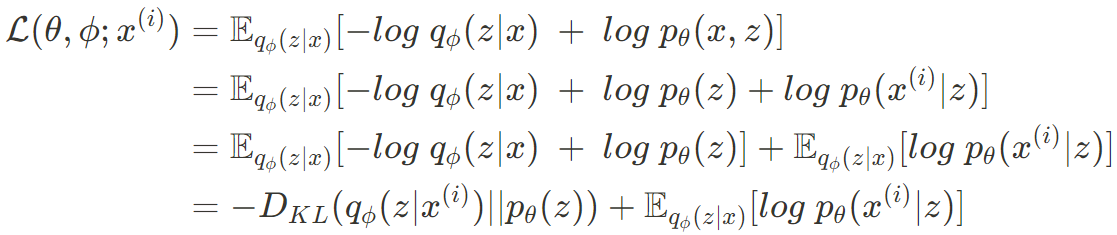 ℒ(θ, ϕ; x⁽ⁱ⁾) = 𝔼_{q_ϕ(z|x)}[−log q_ϕ(z|x) + log p_θ(x, z)]
= 𝔼_{q_ϕ(z|x)}[−log q_ϕ(z|x) + log p_θ(z) + log p_θ(x⁽ⁱ⁾|z)]
= 𝔼_{q_ϕ(z|x)}[−log q_ϕ(z|x) + log p_θ(z)] + 𝔼_{q_ϕ(z|x)}[log p_θ(x⁽ⁱ⁾|z)]
= −D_{KL}(q_ϕ(z|x⁽ⁱ⁾)||p_θ(z)) + 𝔼_{q_ϕ(z|x)}[log p_θ(x⁽ⁱ⁾|z)]